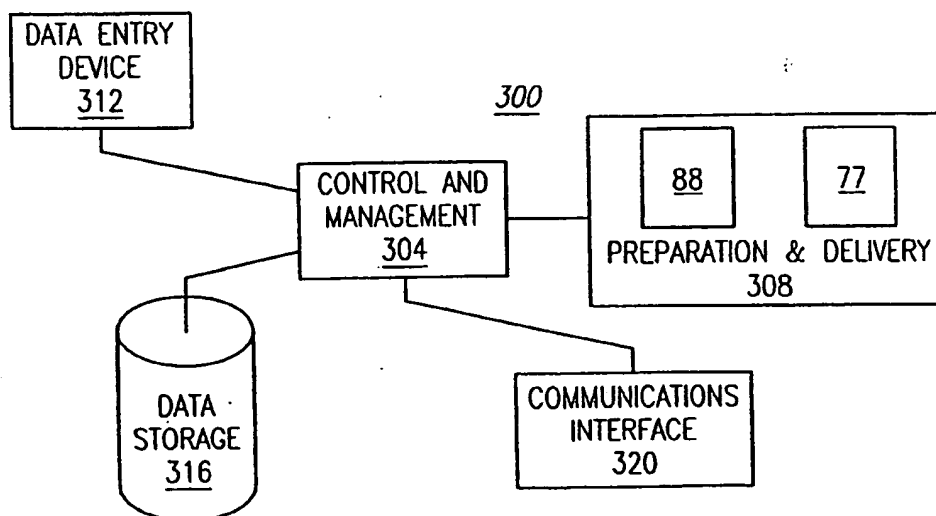 DATA ENTRY
DEVICE
312
300
CONTROL AND
MANAGEMENT
304
88
77
PREPARATION & DELIVERY
308
DATA
STORAGE
316
COMMUNICATIONS
INTERFACE
320